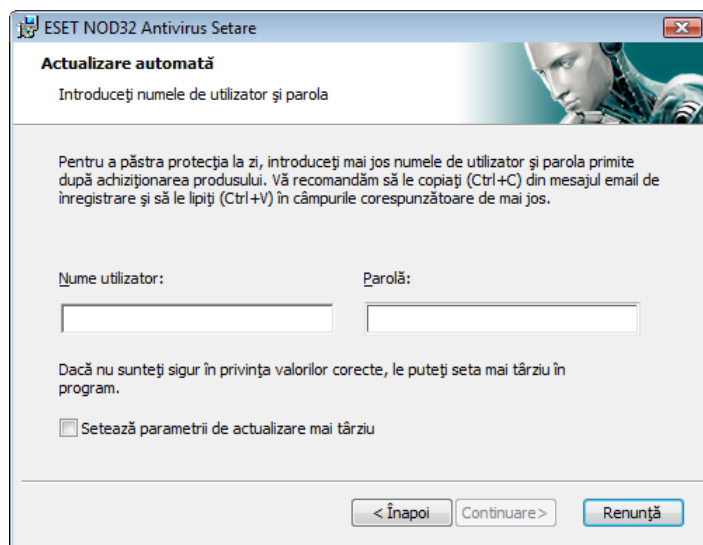 ESET NOD32 Antivirus Setare
Actualizare automată
Introduceţi numele de utilizator şi parola
Pentru a păstra protecţia la zi, introduceţi mai jos numele de utilizator şi parola primite
după achiziţionarea produsului. Vă recomandăm să le copiaţi (Ctrl+C) din mesajul email de
înregistrare şi să le lipiţi (Ctrl+V) în câmpurile corespunzătoare de mai jos.
Nume utilizator:
Parolă:
Dacă nu sunteţi sigur în privinţa valorilor corecte, le puteţi seta mai târziu în
program.
Setează parametrii de actualizare mai târziu
< Înapoi
Continuare >
Renunţă